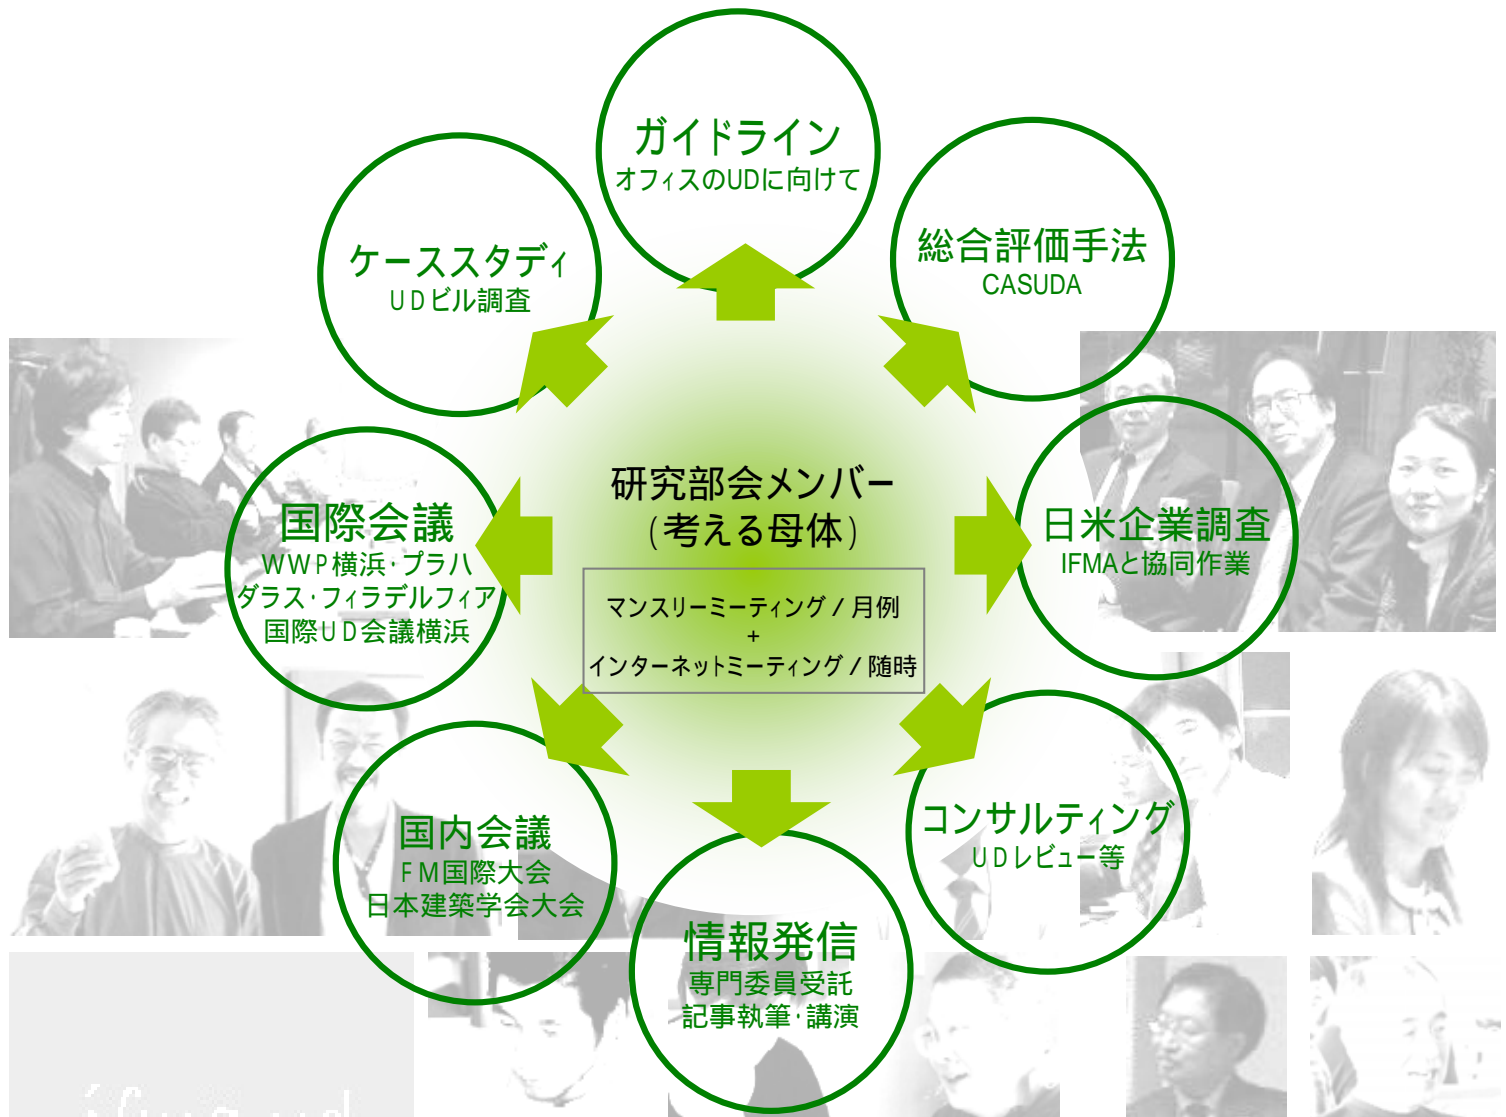 ガイドライン
オフィスのUDに向けて
総合評価手法
CASUDA
ケーススタディ
UDビル調査
研究部会メンバー
(考える母体)
マンスリーミーティング / 月例
+
インターネットミーティング / 随時
日米企業調査
IFMAと協同作業
国際会議
WWP横浜・プラハ
ダラス・フィラデルフィア
国際UD会議横浜
コンサルティング
UDレビュー等
国内会議
FM国際大会
日本建築学会大会
情報発信
専門委員受託
記事執筆・講演